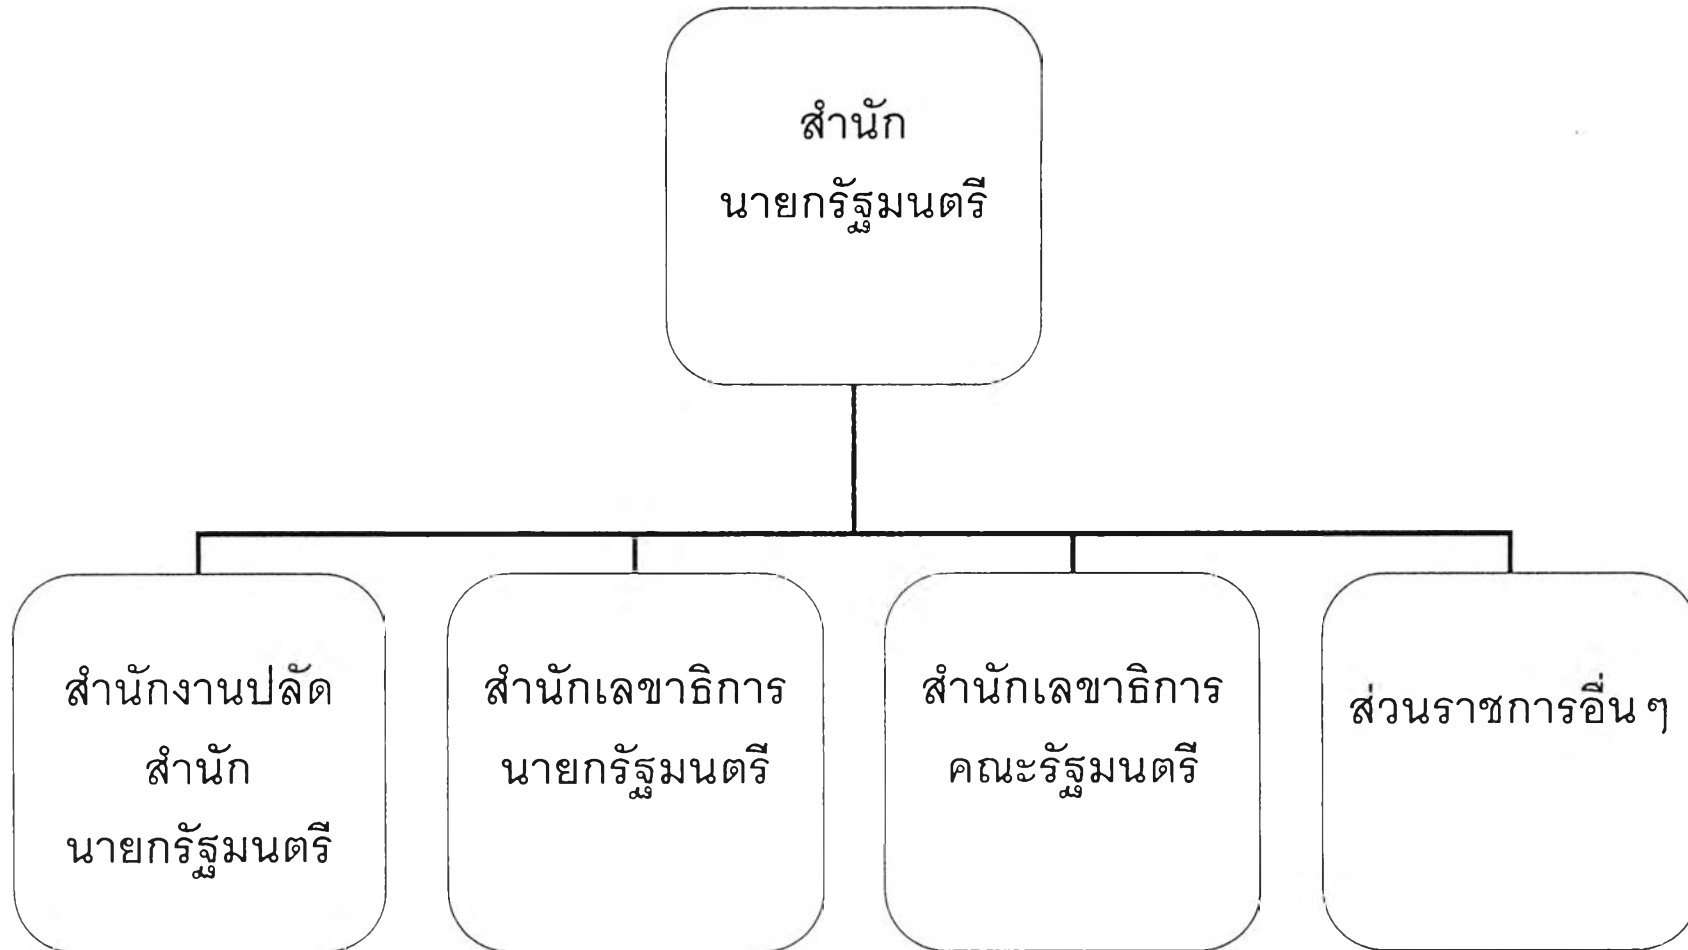 สำนัก
นายกรัฐมนตรี
สำนักงานปลัด
สำนัก
นายกรัฐมนตรี
สำนักเลขาธิการ
นายกรัฐมนตรี
สำนักเลขาธิการ
คณะรัฐมนตรี
ส่วนราชการอื่น ๆ